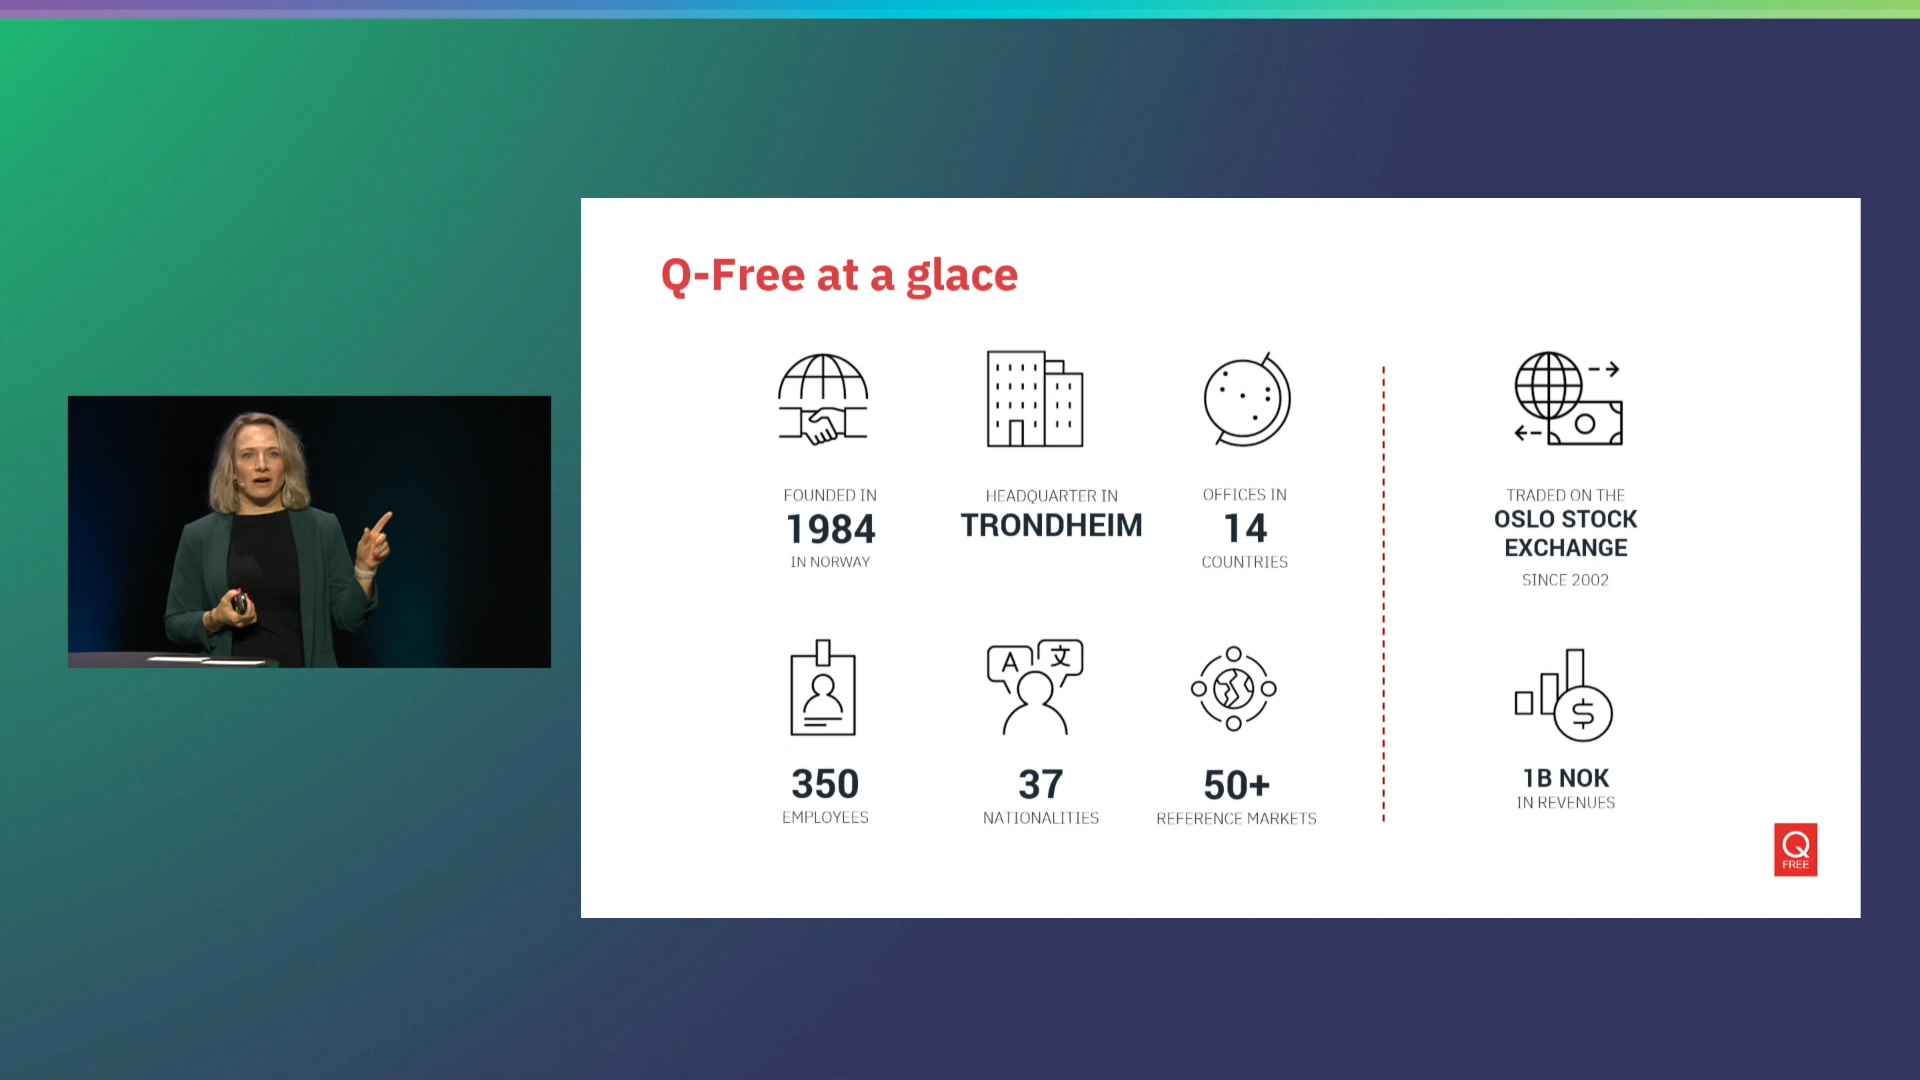 Q-Free at a glace
FOUNDED IN
1984
IN NORWAY
HEADQUARTER IN
TRONDHEIM
OFFICES IN
14
COUNTRIES
TRADED ON THE
OSLO STOCK
EXCHANGE
SINCE 2002
A 文
350
EMPLOYEES
37
NATIONALITIES
50+
REFERENCE MARKETS
$
1B NOK
IN REVENUES
Q
FREE